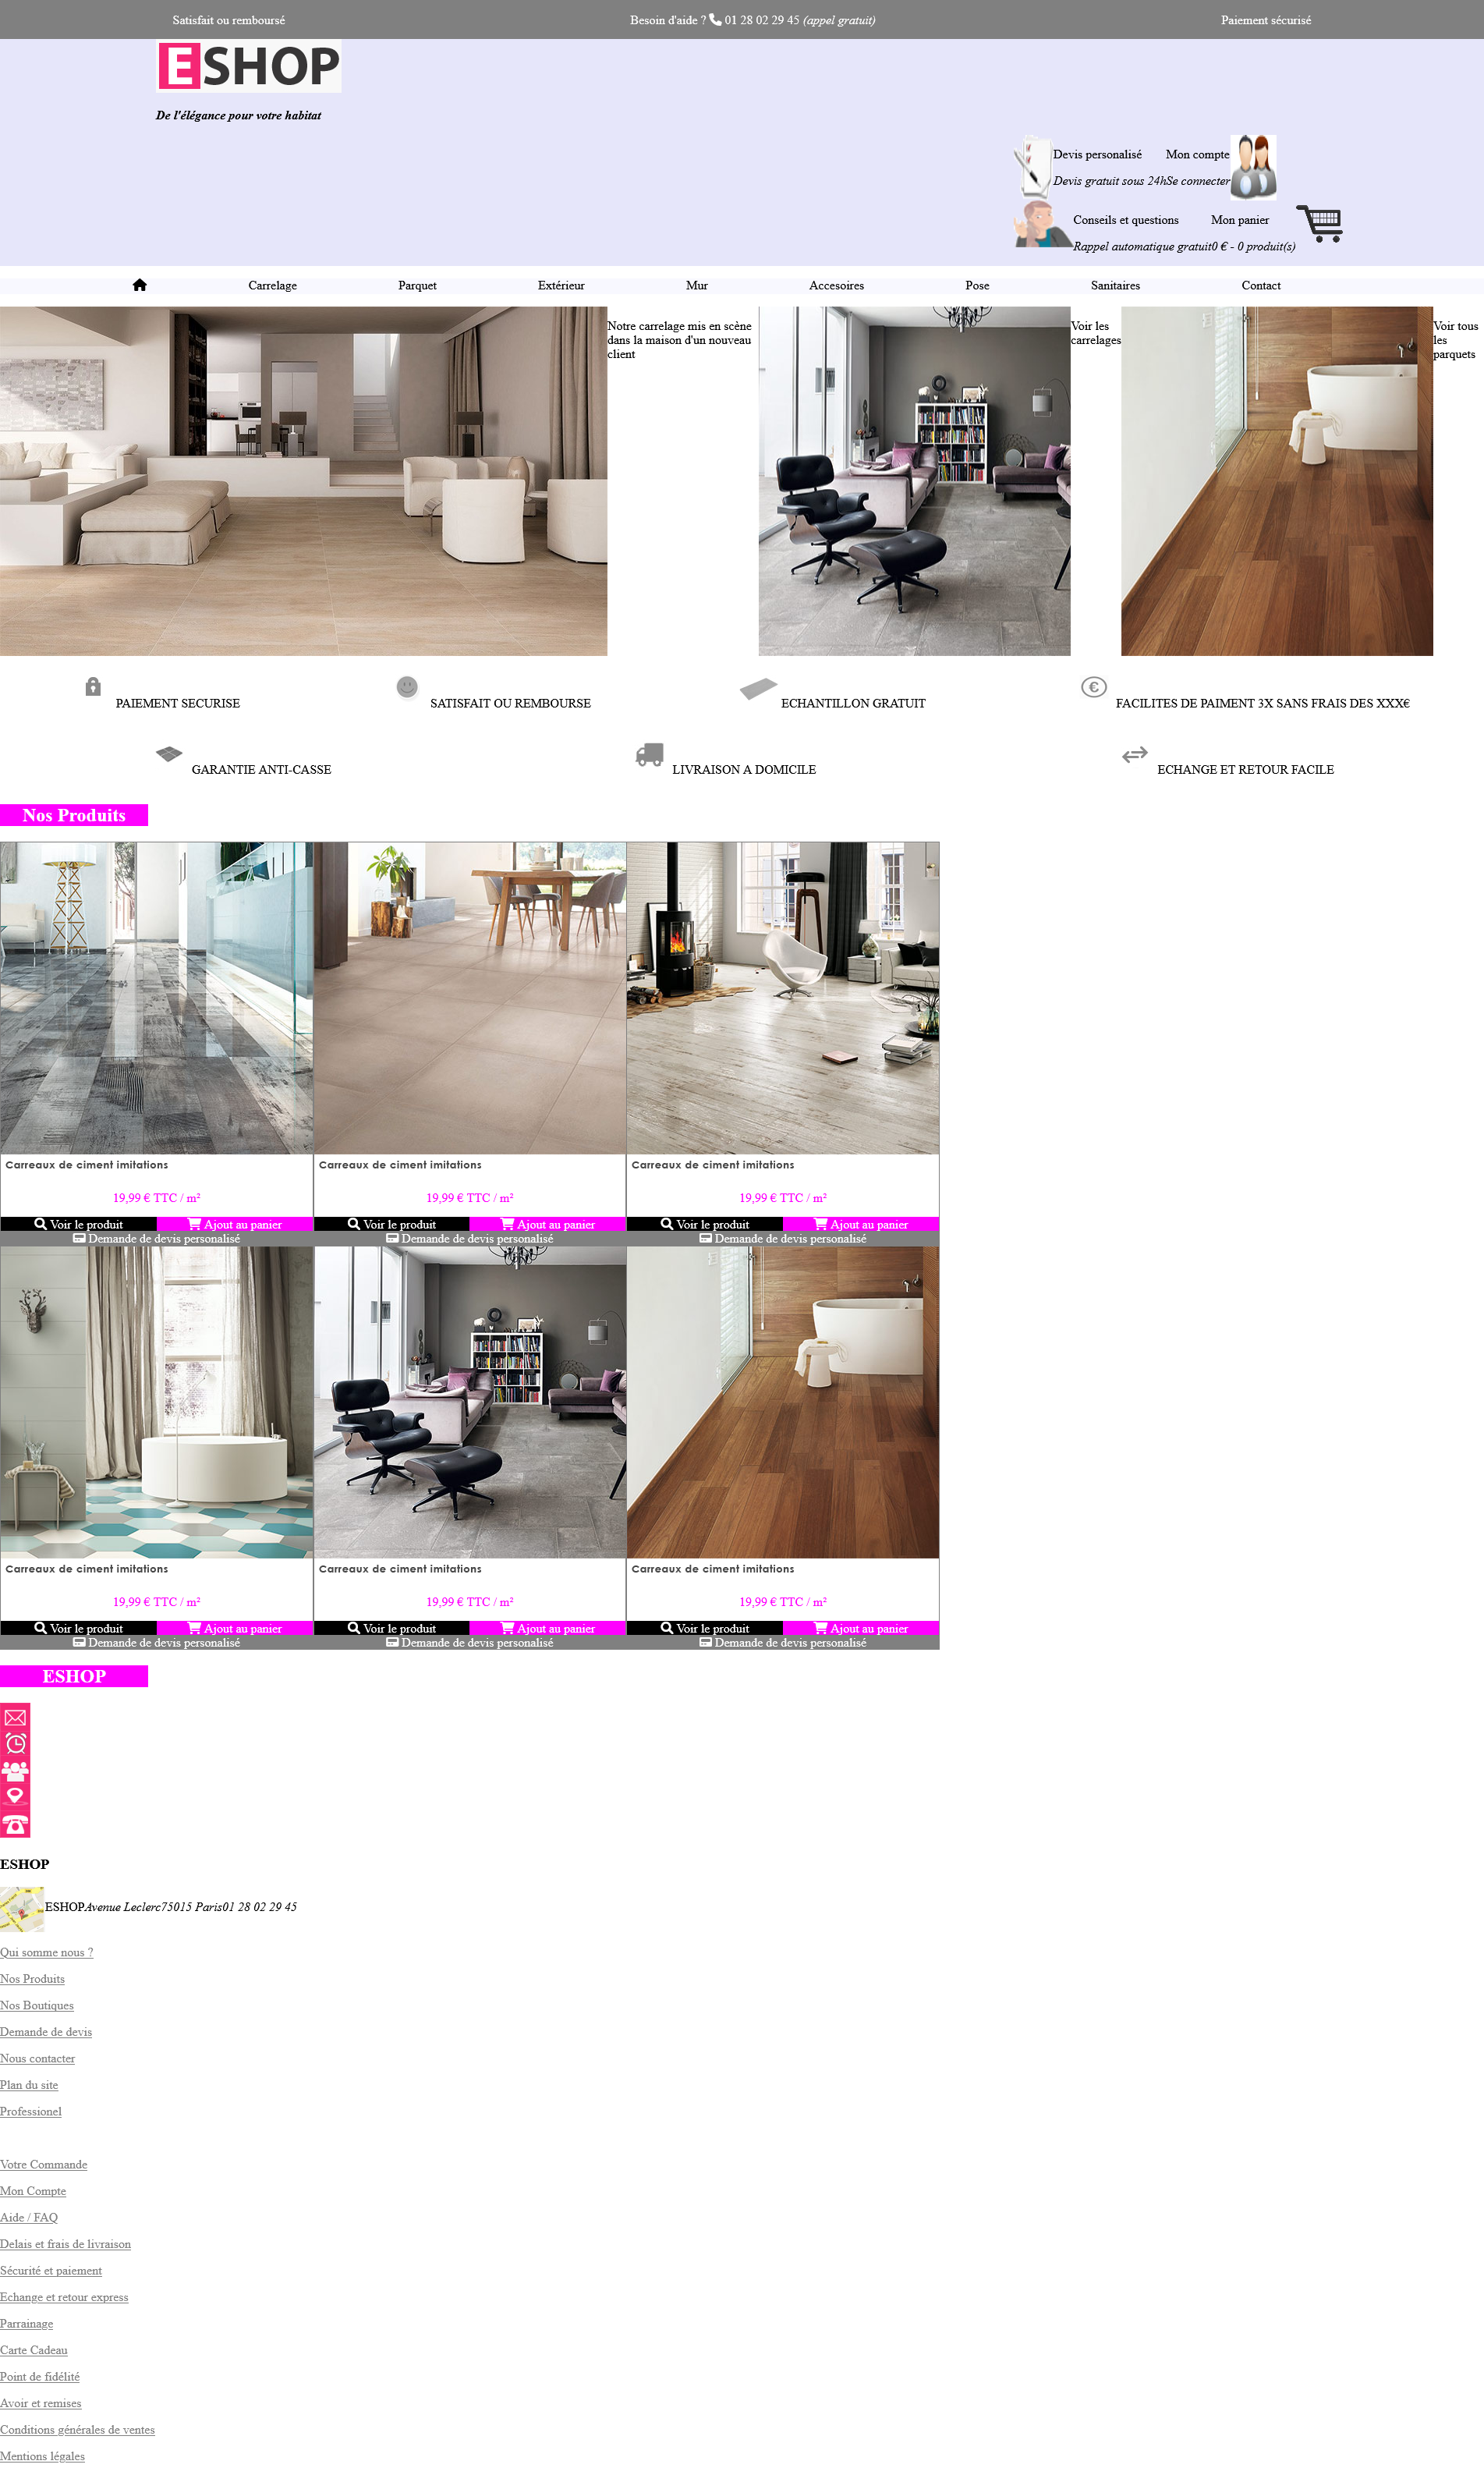 Satisfait ou remboursé
Besoin d'aide ? 01 28 02 29 45 (appel gratuit)
Paiement sécurisé
ESHOP
De l'élégance pour votre habitat
Devis personalisé
Mon compte
Devis gratuit sous 24h
Se connecter
Conseils et questions
Mon panier
Rappel automatique gratuit
0 € - 0 produit(s)
Carrelage
Parquet
Extérieur
Mur
Accesoires
Pose
Sanitaires
Contact
Notre carrelage mis en scène
dans la maison d'un nouveau
client
Voir les
carrelages
Voir tous
les
parquets
PAIEMENT SECURISE
SATISFAIT OU REMBOURSE
ECHANTILLON GRATUIT
FACILITES DE PAIMENT 3X SANS FRAIS DES XXX€
GARANTIE ANTI-CASSE
LIVRAISON A DOMICILE
ECHANGE ET RETOUR FACILE
Nos Produits
Carreaux de ciment imitations
19,99 € TTC / m²
Voir le produit
Ajout au panier
Demande de devis personalisé
Carreaux de ciment imitations
19,99 € TTC / m²
Voir le produit
Ajout au panier
Demande de devis personalisé
Carreaux de ciment imitations
19,99 € TTC / m²
Voir le produit
Ajout au panier
Demande de devis personalisé
Carreaux de ciment imitations
19,99 € TTC / m²
Voir le produit
Ajout au panier
Demande de devis personalisé
Carreaux de ciment imitations
19,99 € TTC / m²
Voir le produit
Ajout au panier
Demande de devis personalisé
Carreaux de ciment imitations
19,99 € TTC / m²
Voir le produit
Ajout au panier
Demande de devis personalisé
ESHOP
ESHOP
ESHOPAvenue Leclerc75015 Paris01 28 02 29 45
Qui somme nous ?
Nos Produits
Nos Boutiques
Demande de devis
Nous contacter
Plan du site
Professionel
Votre Commande
Mon Compte
Aide / FAQ
Delais et frais de livraison
Sécurité et paiement
Echange et retour express
Parrainage
Carte Cadeau
Point de fidélité
Avoir et remises
Conditions générales de ventes
Mentions légales